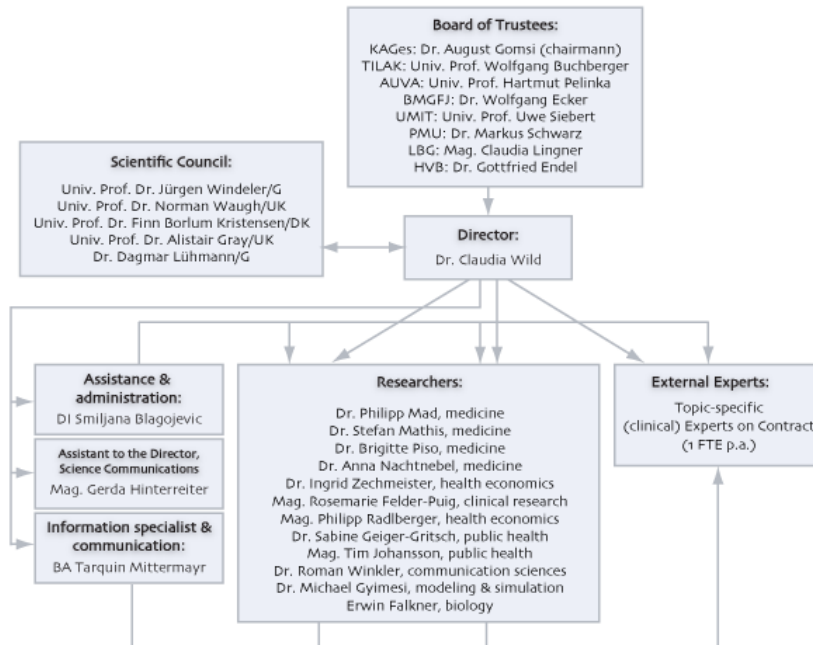 Board of Trustees:
KAGes: Dr. August Gomsi (chairmann)
TILAK: Univ. Prof. Wolfgang Buchberger
AUVA: Univ. Prof. Hartmut Pelinka
BMGFJ: Dr. Wolfgang Ecker
UMIT: Univ. Prof. Uwe Siebert
PMU: Dr. Markus Schwarz
LBG: Mag. Claudia Lingner
HVB: Dr. Gottfried Endel
Scientific Council:
Univ. Prof. Dr. Jürgen Windeler/G
Univ. Prof. Dr. Norman Waugh/UK
Univ. Prof. Dr. Finn Borlum Kristensen/DK
Univ. Prof. Dr. Alistair Gray/UK
Dr. Dagmar Lühmann/G
Director:
Dr. Claudia Wild
Assistance &
administration:
DI Smiljana Blagojevic
Assistant to the Director,
Science Communications
Mag. Gerda Hinterreiter
Information specialist &
communication:
BA Tarquin Mittermayr
Researchers:
Dr. Philipp Mad, medicine
Dr. Stefan Mathis, medicine
Dr. Brigitte Piso, medicine
Dr. Anna Nachtnebel, medicine
Dr. Ingrid Zechmeister, health economics
Mag. Rosemarie Felder-Puig, clinical research
Mag. Philipp Radlberger, health economics
Dr. Sabine Geiger-Gritsch, public health
Mag. Tim Johansson, public health
Dr. Roman Winkler, communication sciences
Dr. Michael Gyimesi, modeling & simulation
Erwin Falkner, biology
External Experts:
Topic-specific
(clinical) Experts on Contract
(1 FTE p.a.)